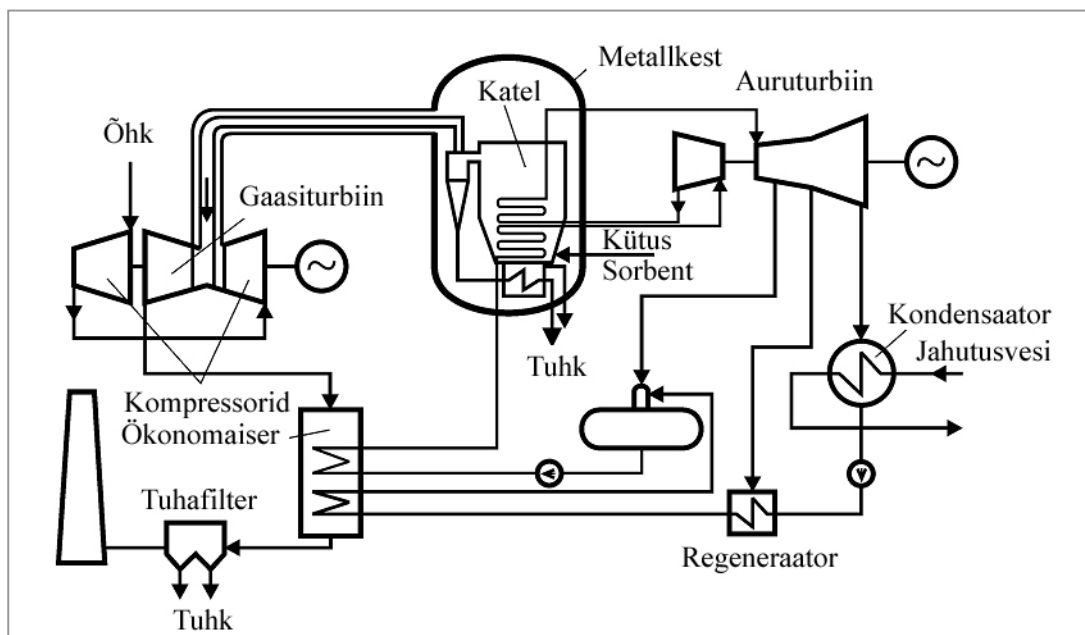 Metallkest
Katel
Auruturbiin
Õhk
Gaasiturbiin
Kütus
Sorbent
Kondensaator
Jahutusvesi
Tuhk
Kompressorid
Ökonomaiser
Tuhafilter
Regeneraator
Tuhk